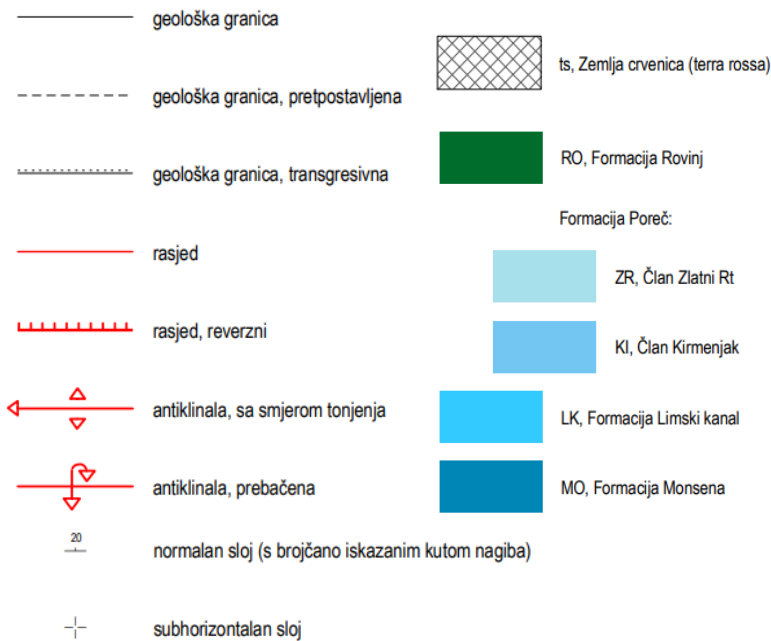 geološka granica
geološka granica, pretpostavljena
geološka granica, transgresivna
rasjed
rasjed, reverzni
antiklinala, sa smjerom tonjenja
antiklinala, prebačena
20
normalan sloj (s brojčano iskazanim kutom nagiba)
subhorizontalan sloj
ts, Zemlja crvenica (terra rossa)
RO, Formacija Rovinj
Formacija Poreč:
ZR, Član Zlatni Rt
KI, Član Kirmenjak
LK, Formacija Limski kanal
MO, Formacija Monsena